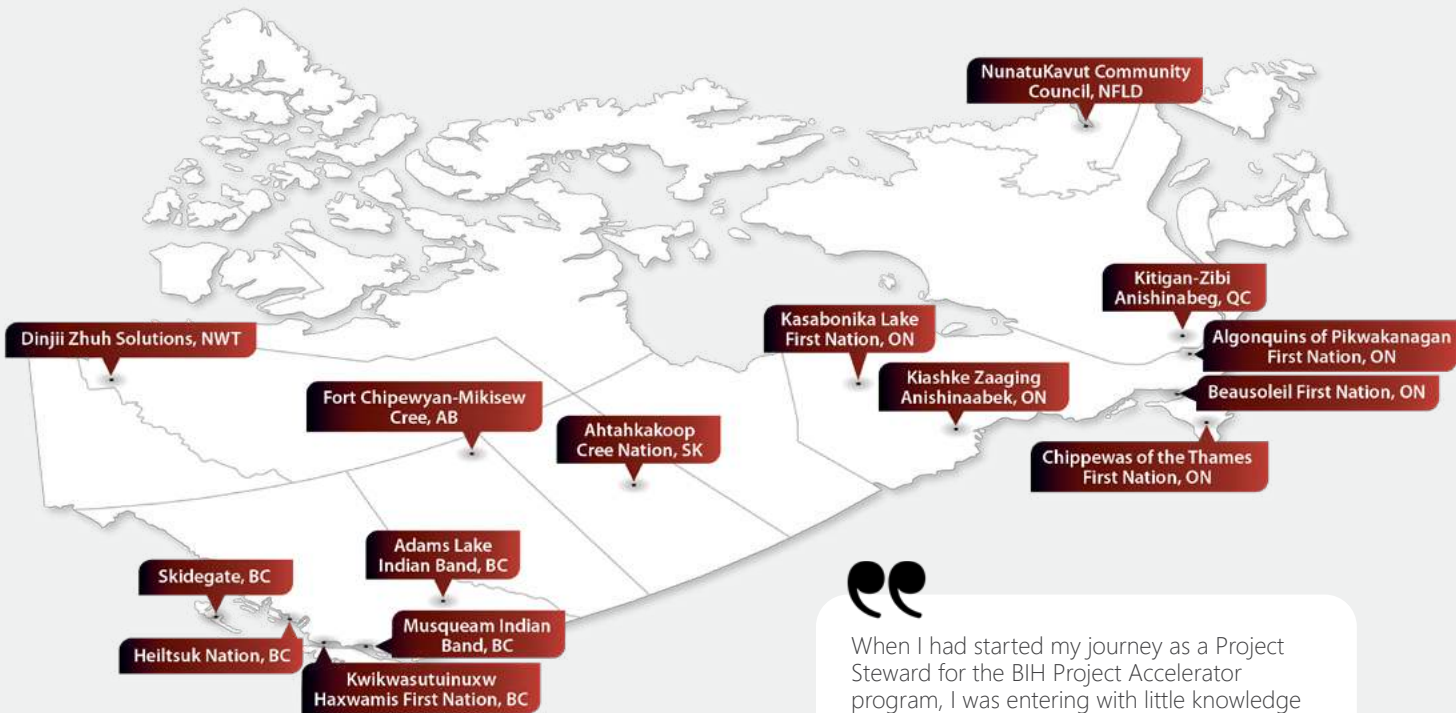 NunatuKavut Community
Council, NFLD
Kitigan-Zibi
Anishinabeg, QC
Kasabonika Lake
First Nation, ON
Dinjii Zhuh Solutions, NWT
Algonquins of Pikwakanagan
First Nation, ON
Kiashke Zaaging
Anishinaabek, ON
Fort Chipewyan-Mikisew
Cree, AB
Beausoleil First Nation, ON
Ahtahkakoop
Cree Nation, SK
Chippewas of the Thames
First Nation, ON
Adams Lake
Indian Band, BC
Skidegate, BC
Musqueam Indian
Band, BC
Heiltsuk Nation, BC
Kwikwasutuinuxw
Haxwamis First Nation, BC
When I had started my journey as a Project
Steward for the BIH Project Accelerator
program, I was entering with little knowledge